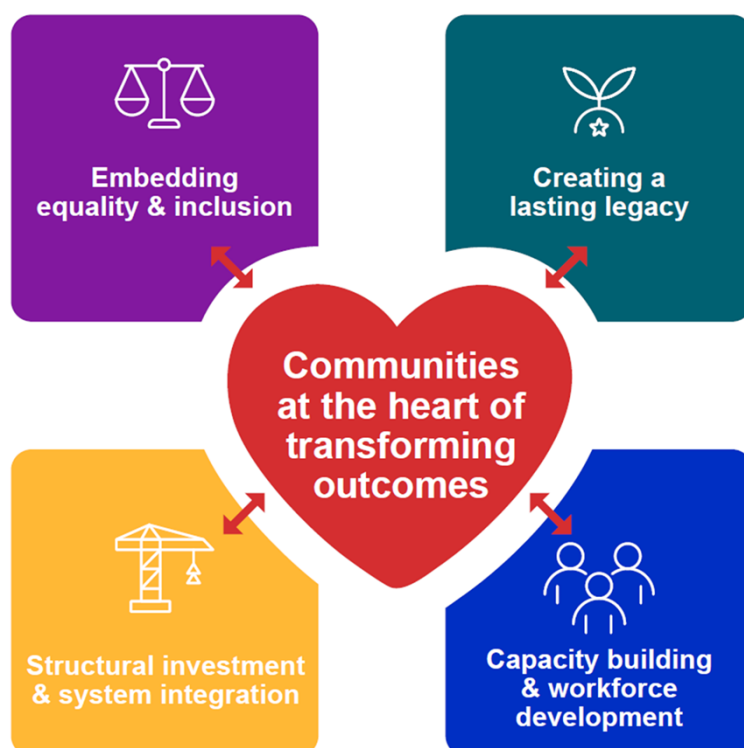 Embedding
equality & inclusion
Creating a
lasting legacy
Communities
at the heart of
transforming
outcomes
Structural investment
& system integration
Capacity building
& workforce
development